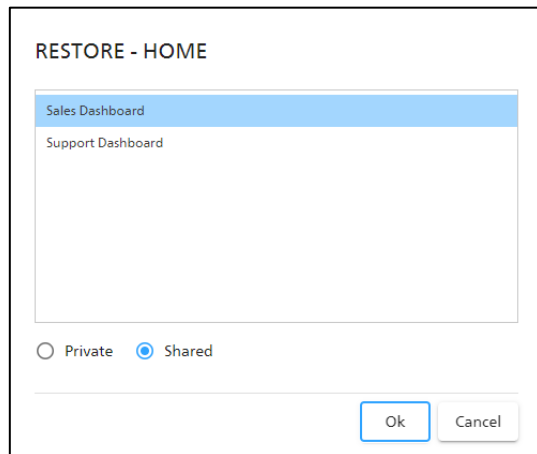 RESTORE - HOME
Sales Dashboard
Support Dashboard
Private Shared
Ok Cancel